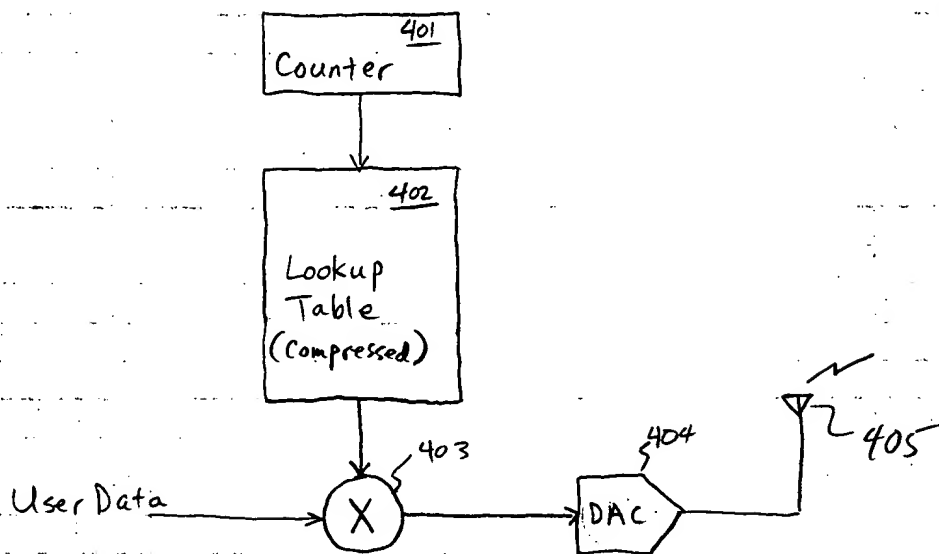 401
Counter
402
Lookup
Table
(Compressed)
403
404
405
User Data
X
DAC